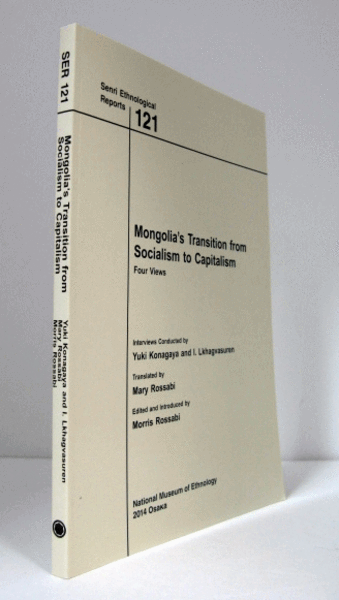 SER 121
Mongolia's Transition from
Socialism to Capitalism
Yuki Konagaya and I. Lkhagvasuren
Mary Rossabi
Morris Rossabi
Senri Ethnological
Reports
121
Mongolia's Transition from
Socialism to Capitalism
Four Views
Interviews Conducted by
Yuki Konagaya and I. Lkhagvasuren
Translated by
Mary Rossabi
Edited and Introduced by
Morris Rossabi
National Museum of Ethnology
2014 Osaka